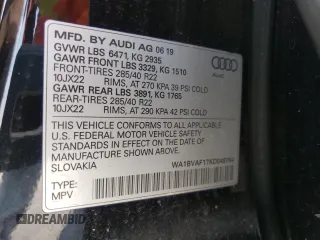 MFD. BY AUDI AG 06 19
GVWR LBS 6471, KG 2935
GAWR FRONT LBS 3329, KG 1510
FRONT-TIRES 285/40 R22
10JX22 RIMS, AT 270 KPA 39 PSI COLD
GAWR REAR LBS 3891, KG 1765
REAR-TIRES 285/40 R22
10JX22 RIMS, AT 290 KPA 42 PSI COLD
THIS VEHICLE CONFORMS TO ALL APPLICABLE
U.S. FEDERAL MOTOR VEHICLE SAFETY
STANDARDS IN EFFECT ON THE DATE OF
MANUFACTURE SHOWN ABOVE.
SLOVAKIA
TYPE:
MPV
Audi
DREAMBID